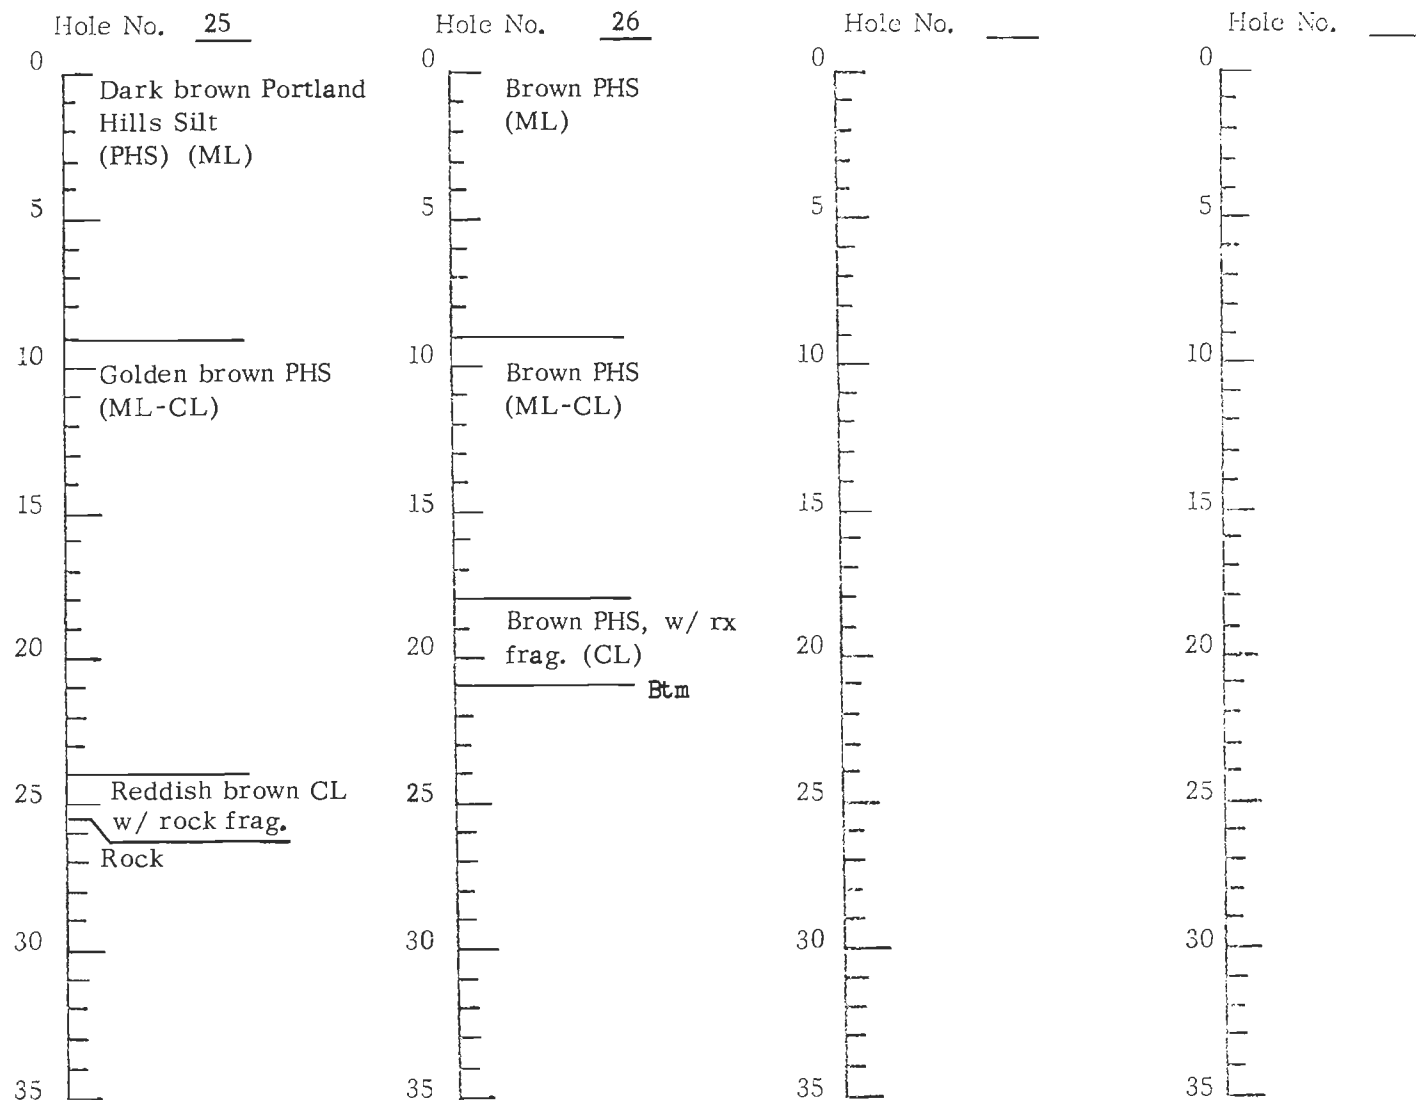 Hole No. 25
0
Dark brown Portland
Hills Silt
(PHS) (ML)
5
10
Golden brown PHS
(ML-CL)
15
20
25
Reddish brown CL
w/ rock frag.
Rock
30
35
Hole No. 26
0
Brown PHS
(ML)
5
10
Brown PHS
(ML-CL)
15
Brown PHS, w/ rx
20
frag. (CL)
Btm
25
30
35
Hole No.
0
5
10
15
20
25
30
35
Hole No.
0
5
10
15
20
25
30
35